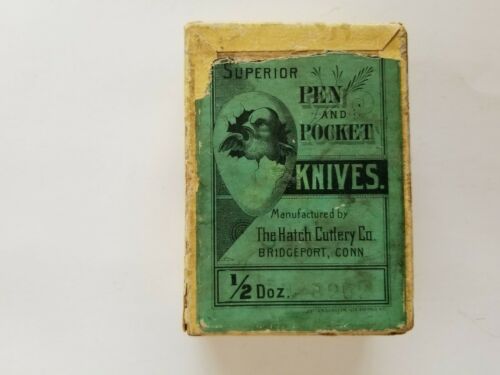 SUPERIOR
PEN
AND
POCKET
KNIVES.
Manufactured by
The Hatch Cutlery Co.
BRIDGEPORT, CONN
1/2 Doz.